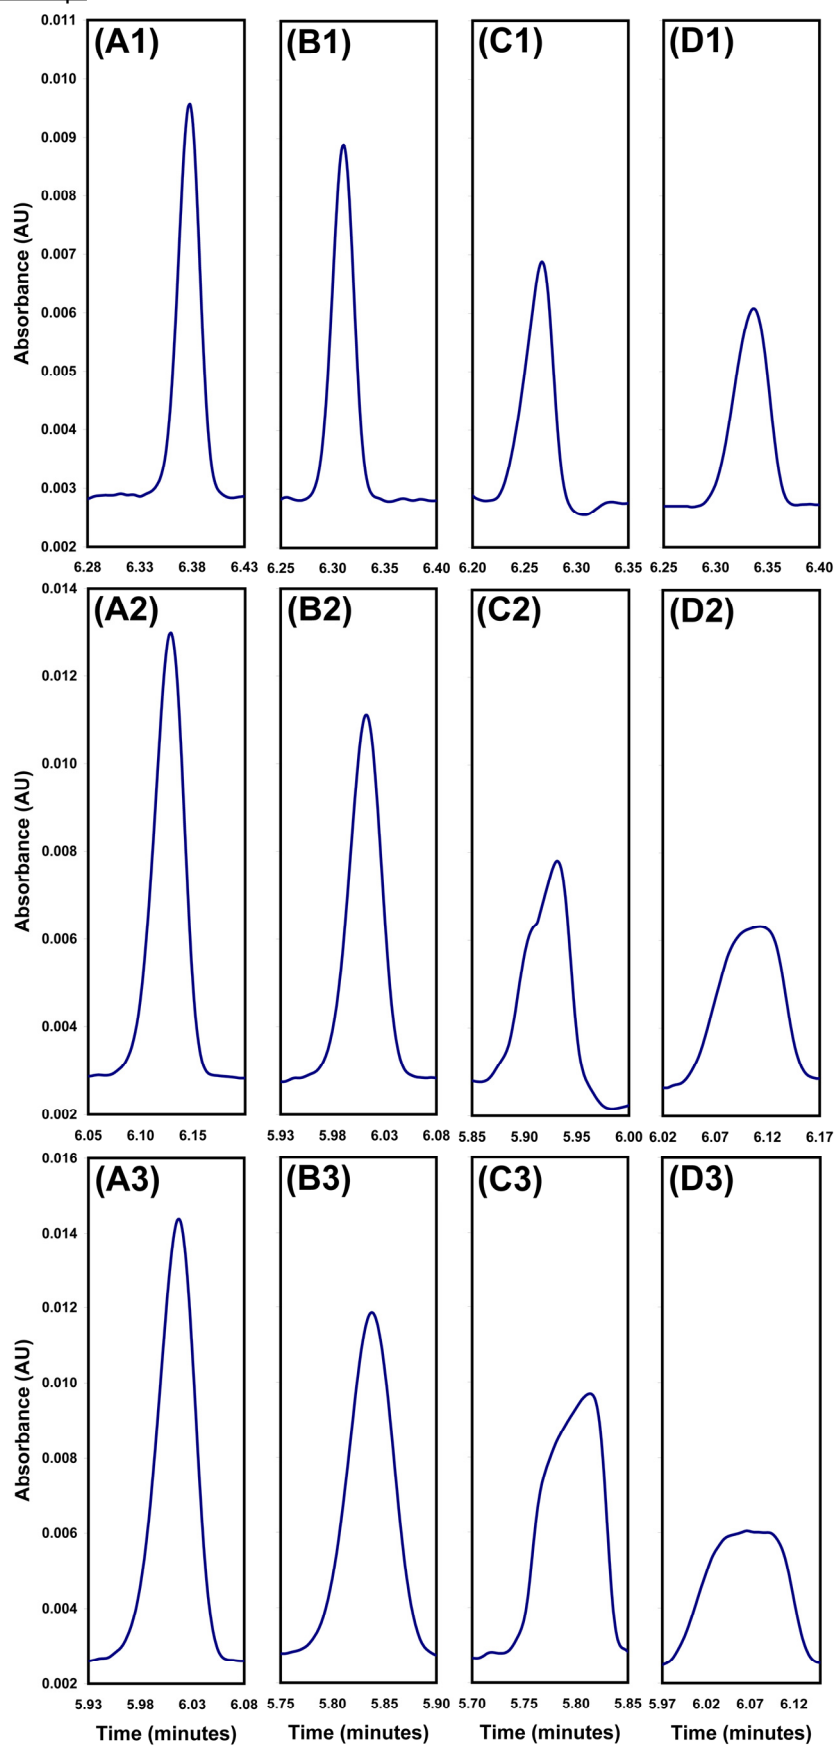 0.011
(A1) (B1) (C1) (D1)
0.010
0.009
0.008
0.007
0.006
0.005
0.004
0.003
0.002
Absorbance (AU)
6.28 6.33 6.38 6.43 6.25 6.30 6.35 6.40 6.20 6.25 6.30 6.35 6.25 6.30 6.35 6.40
0.014
(A2) (B2) (C2) (D2)
0.012
0.010
0.008
0.006
0.004
0.002
Absorbance (AU)
6.05 6.10 6.15 5.93 5.98 6.03 6.08 5.85 5.90 5.95 6.00 6.02 6.07 6.12 6.17
0.016
(A3) (B3) (C3) (D3)
0.014
0.012
0.010
0.008
0.006
0.004
0.002
Absorbance (AU)
5.93 5.98 6.03 6.08 5.75 5.80 5.85 5.90 5.70 5.75 5.80 5.85 5.97 6.02 6.07 6.12
Time (minutes) Time (minutes) Time (minutes) Time (minutes)